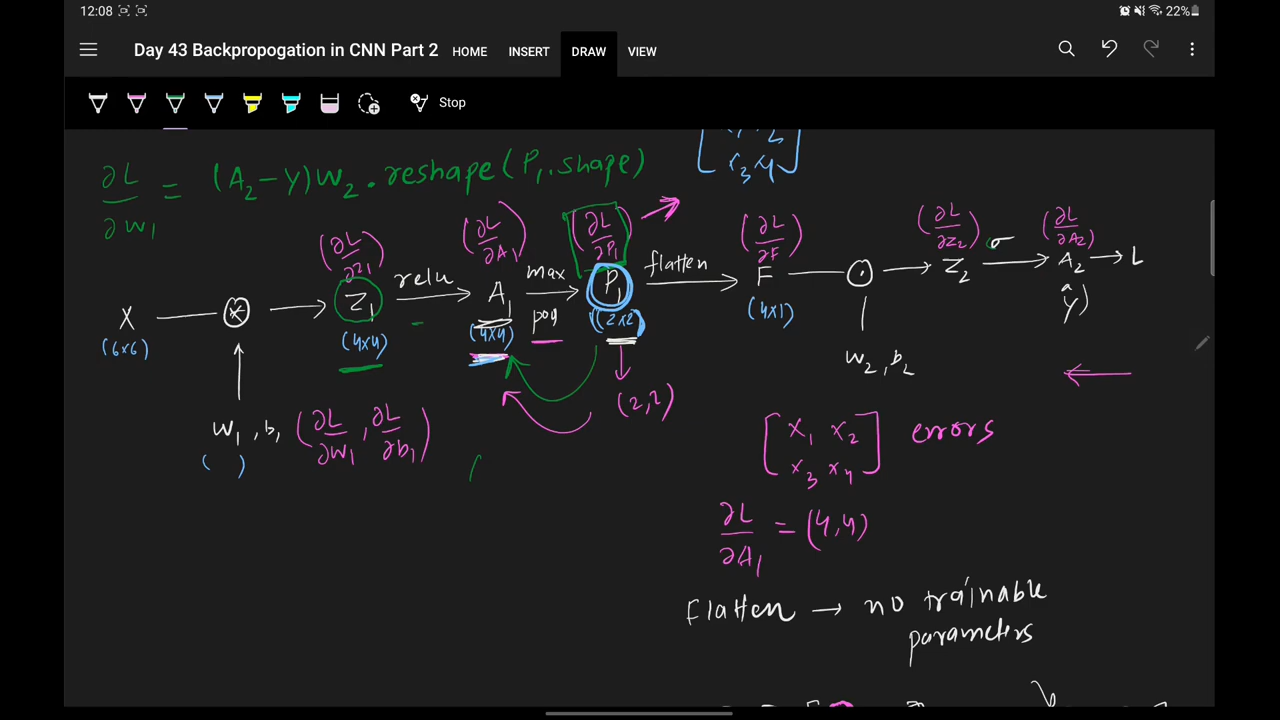 12:08 22%
Day 43 Backpropogation in CNN Part 2 HOME INSERT DRAW VIEW
Stop
x3 x4
∂L/∂w1 = (A2-Y)W2.reshape(P1.shape)
(∂L/∂Z1) (∂L/∂A1) (∂L/∂P1) (∂L/∂F) (∂L/∂Z2) σ (∂L/∂A2)
X * Z1 relu A1 max pog P1 flatten F Z2 A2 L
(6x6) (4x4) (4x4) (2x2) (4x1) Y)
w2, b2
(2,2)
w1, b1 (∂L/∂w1, ∂L/∂b1)
( )
[x1 x2 errors
x3 x4]
∂L/∂A1 = (4,4)
Flatten → no trainable
parameters